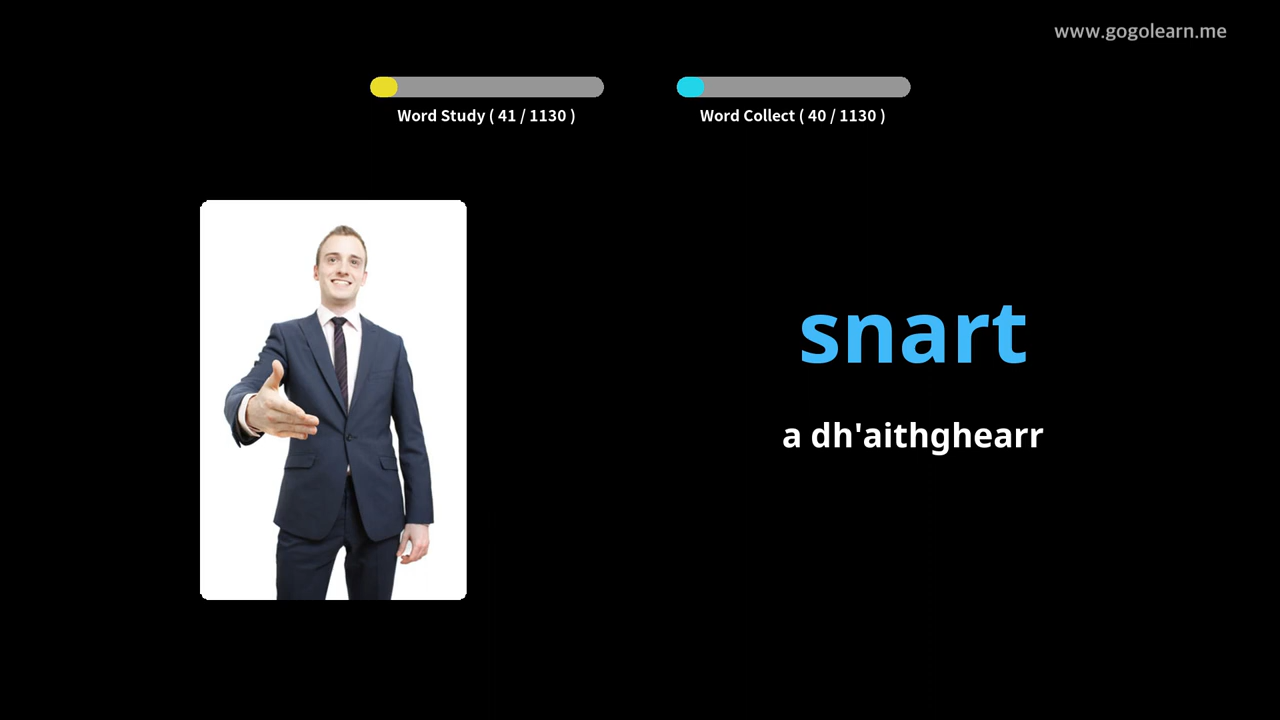 www.gogolearn.me
Word Study ( 41 / 1130 )
Word Collect ( 40 / 1130 )
snart
a dh'aithghearr